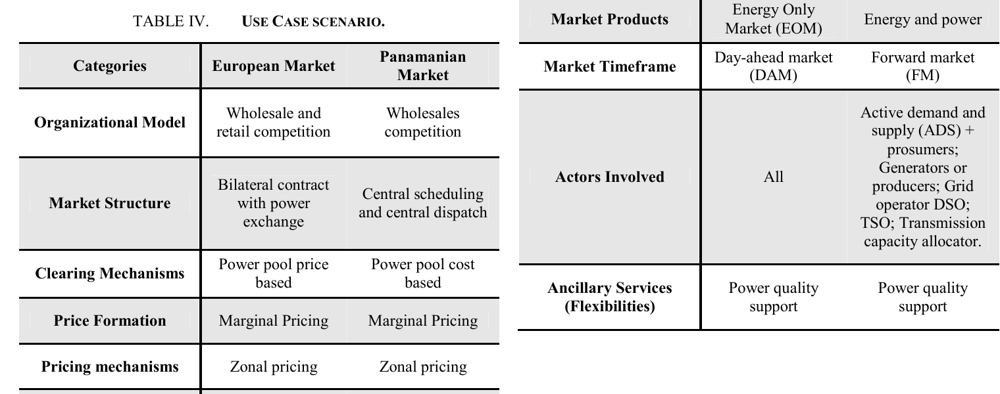 TABLE IV. USE CASE SCENARIO.
Categories
European Market
Panamanian
Market
Organizational Model
Wholesale and
retail competition
Wholesales
competition
Market Structure
Bilateral contract
with power
exchange
Central scheduling
and central dispatch
Clearing Mechanisms
Power pool price
based
Power pool cost
based
Price Formation
Marginal Pricing
Marginal Pricing
Pricing mechanisms
Zonal pricing
Zonal pricing
Market Products
Energy Only
Market (EOM)
Energy and power
Market Timeframe
Day-ahead market
(DAM)
Forward market
(FM)
Actors Involved
All
Active demand and
supply (ADS) +
prosumers;
Generators or
producers; Grid
operator DSO;
TSO; Transmission
capacity allocator.
Ancillary Services
(Flexibilities)
Power quality
support
Power quality
support